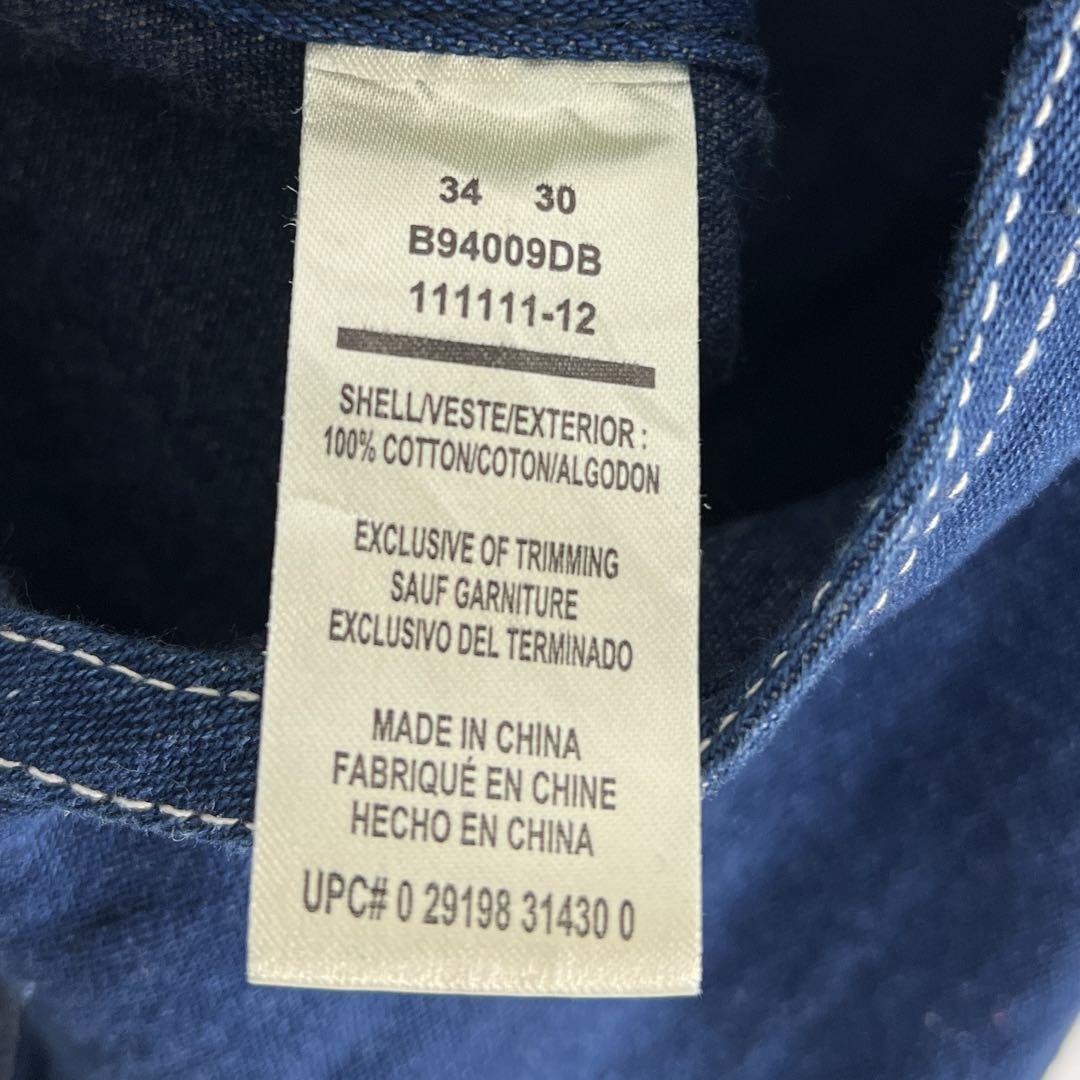 34 30
B94009DB
111111-12
SHELL/VESTE/EXTERIOR :
100% COTTON/COTON/ALGODON
EXCLUSIVE OF TRIMMING
SAUF GARNITURE
EXCLUSIVO DEL TERMINADO
MADE IN CHINA
FABRIQUÉ EN CHINE
HECHO EN CHINA
UPC# 0 29198 31430 0